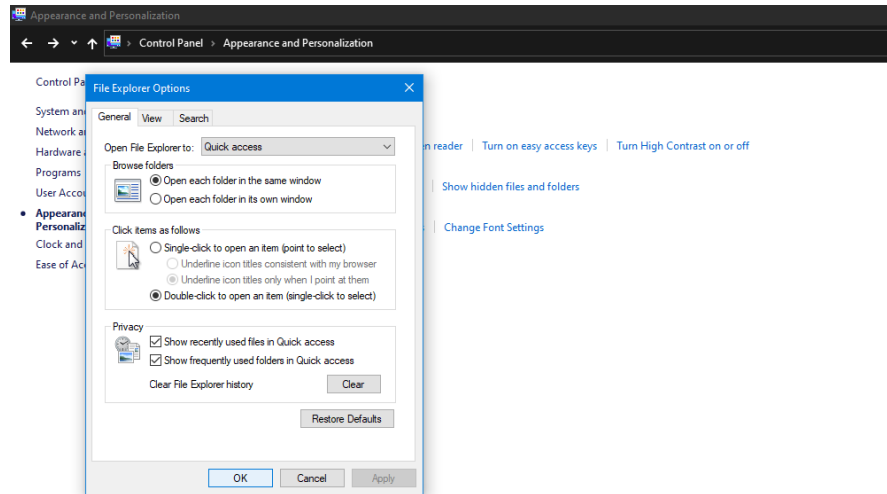 Appearance and Personalization
Control Panel > Appearance and Personalization
Control Pa
System an
Network a
Hardware
Programs
User Accou
Appearan
Personaliz
Clock and
Ease of Ac
File Explorer Options
General View Search
Open File Explorer to: Quick access
Browse folders
Open each folder in the same window
Open each folder in its own window
Click items as follows
Single-click to open an item (point to select)
Underline icon titles consistent with my browser
Underline icon titles only when I point at them
Double-click to open an item (single-click to select)
Privacy
Show recently used files in Quick access
Show frequently used folders in Quick access
Clear File Explorer history Clear
Restore Defaults
OK Cancel Apply
en reader Turn on easy access keys Turn High Contrast on or off
Show hidden files and folders
Change Font Settings